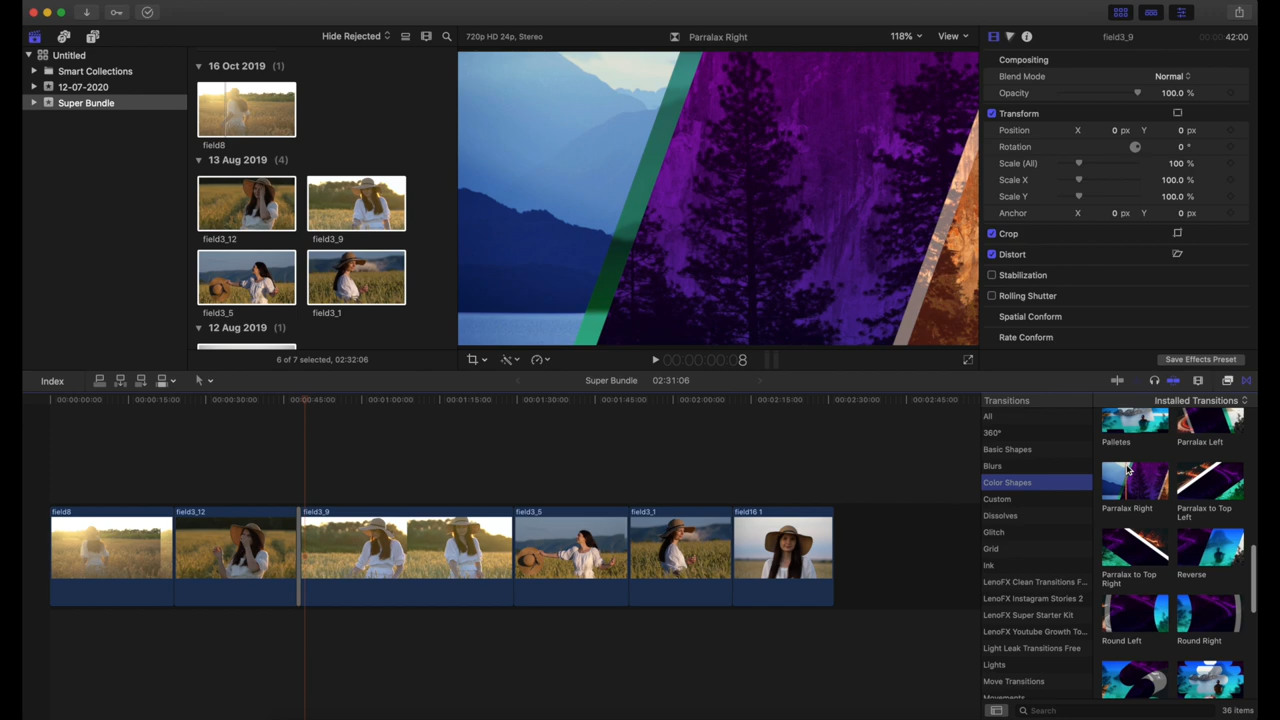 Hide Rejected
720p HD 24p, Stereo
Parralax Right
118%
View
field3_9
00:00:42:00
Untitled
Smart Collections
12-07-2020
Super Bundle
16 Oct 2019 (1)
field8
13 Aug 2019 (4)
field3_12
field3_9
field3_5
field3_1
12 Aug 2019 (1)
6 of 7 selected, 02:32:06
00:00:00:08
Compositing
Blend Mode
Normal
Opacity
100.0 %
Transform
Position X 0 px Y 0 px
Rotation 0 °
Scale (All) 100 %
Scale X 100.0 %
Scale Y 100.0 %
Anchor X 0 px Y 0 px
Crop
Distort
Stabilization
Rolling Shutter
Spatial Conform
Rate Conform
Save Effects Preset
Index
Super Bundle
02:31:06
00:00:00:00
00:00:15:00
00:00:30:00
00:00:45:00
00:01:00:00
00:01:15:00
00:01:30:00
00:01:45:00
00:02:00:00
00:02:15:00
00:02:30:00
00:02:45:00
field8
field3_12
field3_9
field3_5
field3_1
field16 1
Transitions
Installed Transitions
All
360°
Basic Shapes
Blurs
Color Shapes
Custom
Dissolves
Glitch
Grid
Ink
LenoFX Clean Transitions F...
LenoFX Instagram Stories 2
LenoFX Super Starter Kit
LenoFX Youtube Growth To...
Light Leak Transitions Free
Lights
Move Transitions
Movements
Palletes
Parralax Left
Parralax Right
Parralax to Top Left
Parralax to Top Right
Reverse
Round Left
Round Right
Search
36 items